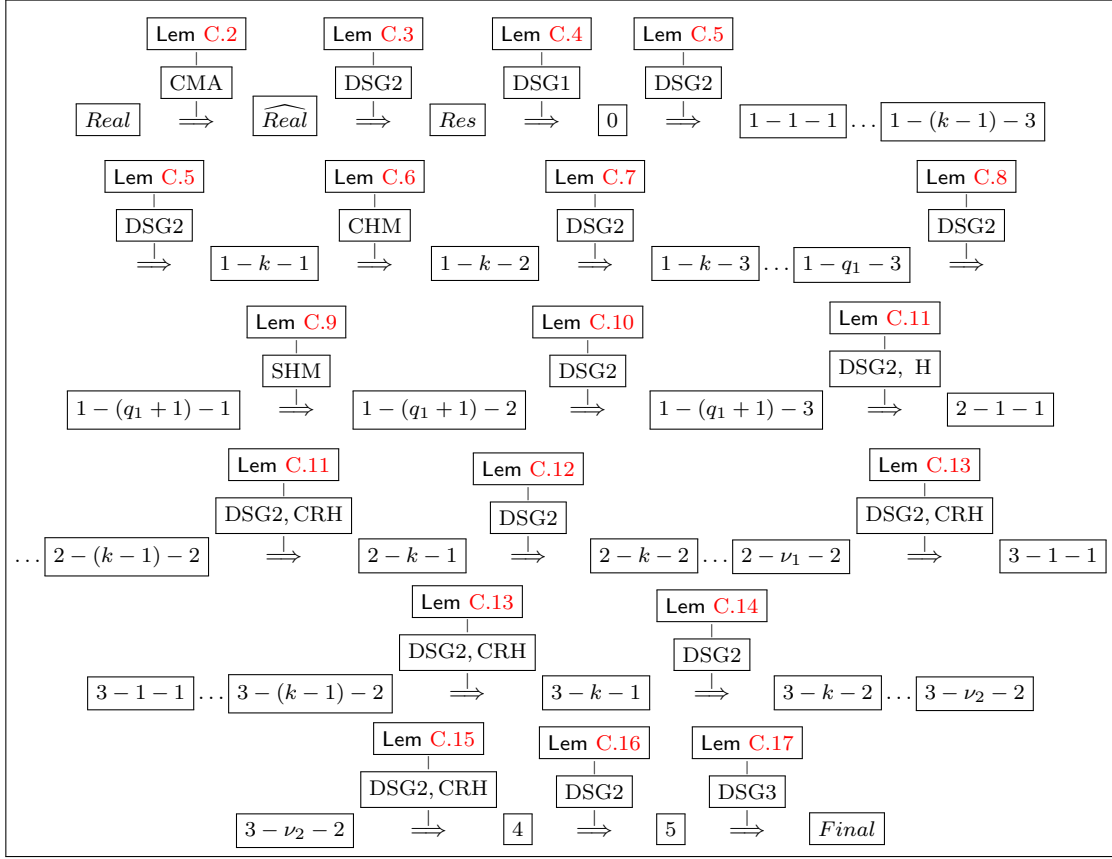 Lem C.2 Lem C.3 Lem C.4 Lem C.5
CMA DSG2 DSG1 DSG2
Real ⟹ \widehat{Real} ⟹ Res ⟹ 0 ⟹ 1 − 1 − 1 … 1 − (k − 1) − 3
Lem C.5 Lem C.6 Lem C.7 Lem C.8
DSG2 CHM DSG2 DSG2
⟹ 1 − k − 1 ⟹ 1 − k − 2 ⟹ 1 − k − 3 … 1 − q₁ − 3 ⟹
Lem C.9 Lem C.10 Lem C.11
SHM DSG2 DSG2, H
1 − (q₁ + 1) − 1 ⟹ 1 − (q₁ + 1) − 2 ⟹ 1 − (q₁ + 1) − 3 ⟹ 2 − 1 − 1
Lem C.11 Lem C.12 Lem C.13
DSG2, CRH DSG2 DSG2, CRH
… 2 − (k − 1) − 2 ⟹ 2 − k − 1 ⟹ 2 − k − 2 … 2 − ν₁ − 2 ⟹ 3 − 1 − 1
Lem C.13 Lem C.14
DSG2, CRH DSG2
3 − 1 − 1 … 3 − (k − 1) − 2 ⟹ 3 − k − 1 ⟹ 3 − k − 2 … 3 − ν₂ − 2
Lem C.15 Lem C.16 Lem C.17
DSG2, CRH DSG2 DSG3
3 − ν₂ − 2 ⟹ 4 ⟹ 5 ⟹ Final